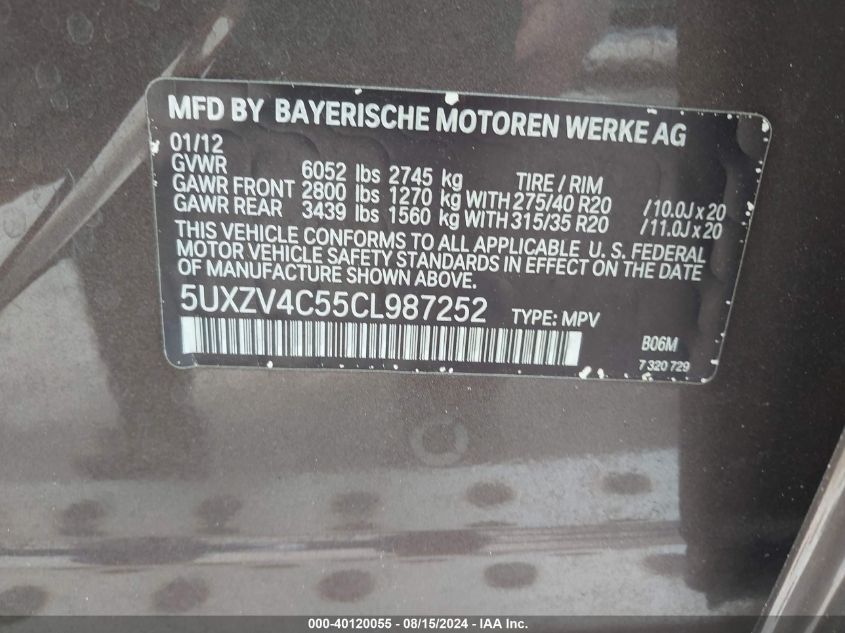 MFD BY BAYERISCHE MOTOREN WERKE AG
01/12
GVWR 6052 lbs 2745 kg TIRE / RIM
GAWR FRONT 2800 lbs 1270 kg WITH 275/40 R20 /10.0J x 20
GAWR REAR 3439 lbs 1560 kg WITH 315/35 R20 /11.0J x 20
THIS VEHICLE CONFORMS TO ALL APPLICABLE U. S. FEDERAL
MOTOR VEHICLE SAFETY STANDARDS IN EFFECT ON THE DATE
OF MANUFACTURE SHOWN ABOVE.
5UXZV4C55CL987252 TYPE: MPV
B06M
7 320 729
000-40120055 - 08/15/2024 - IAA Inc.